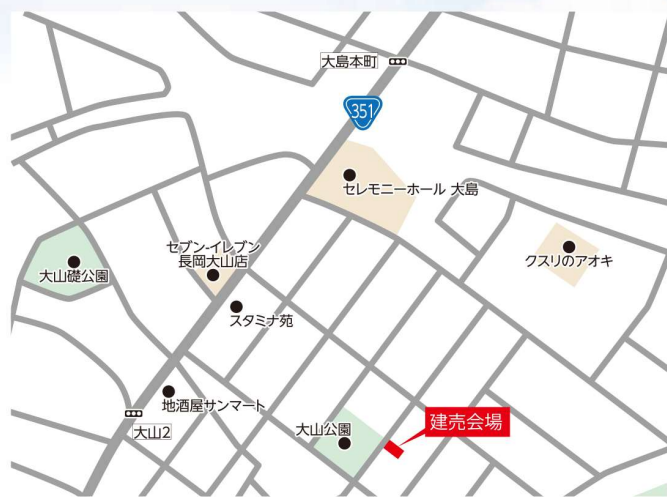 大島本町
351
セレモニーホール 大島
クスリのアオキ
セブン-イレブン
長岡大山店
大山礎公園
スタミナ苑
地酒屋サンマート
大山2
大山公園
建売会場